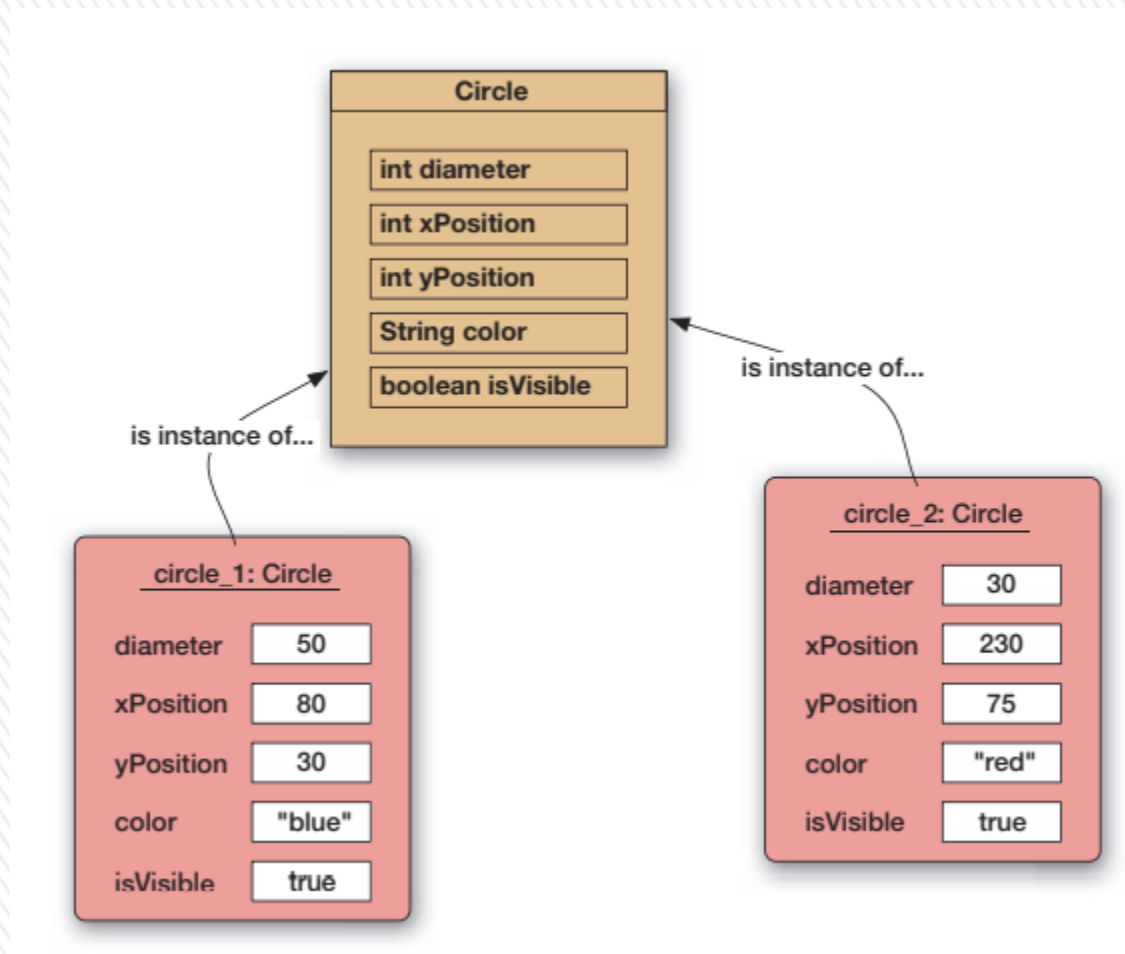 Circle
int diameter
int xPosition
int yPosition
String color
boolean isVisible
is instance of...
is instance of...
circle_1: Circle
diameter 50
xPosition 80
yPosition 30
color "blue"
isVisible true
circle_2: Circle
diameter 30
xPosition 230
yPosition 75
color "red"
isVisible true